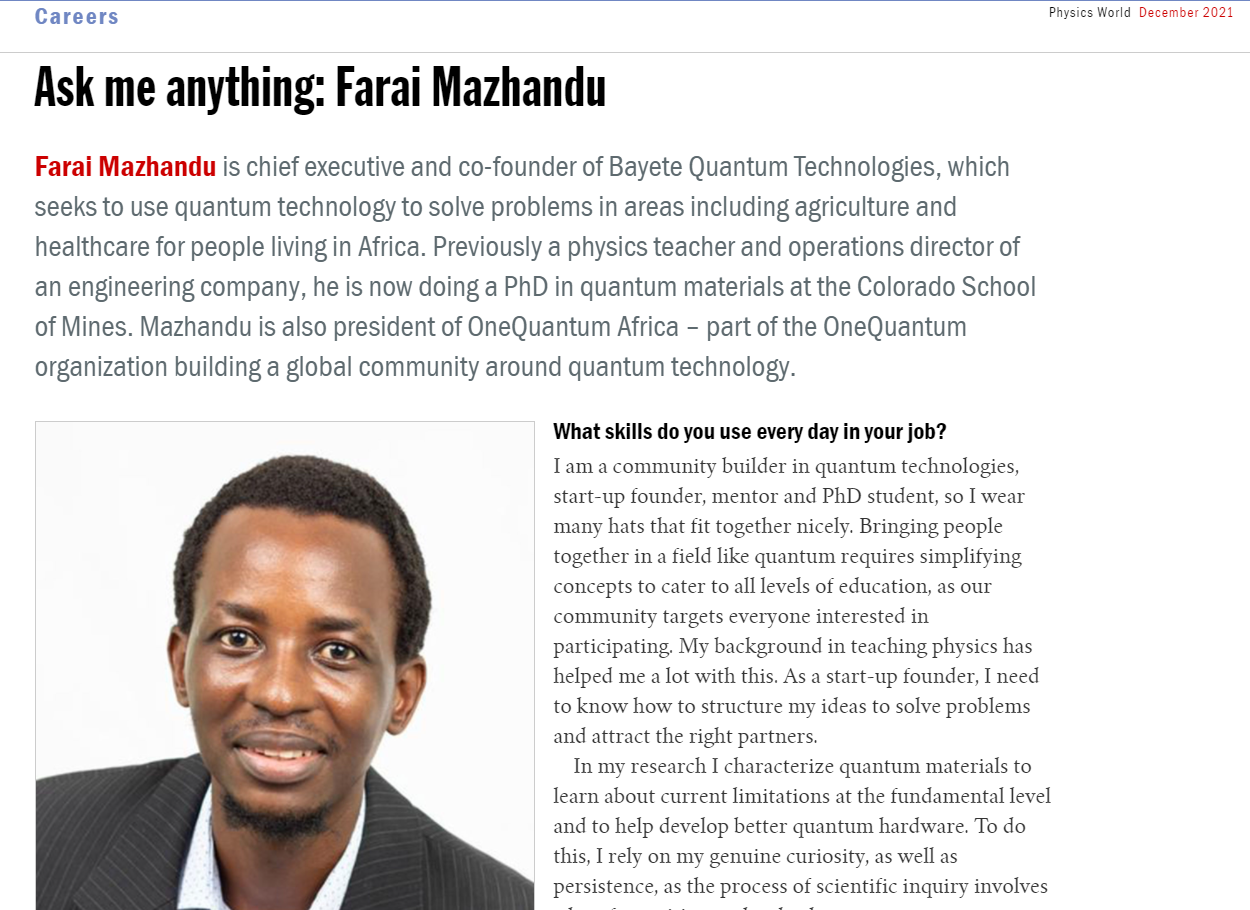 Careers
Physics World December 2021
Ask me anything: Farai Mazhandu
Farai Mazhandu is chief executive and co-founder of Bayete Quantum Technologies, which
seeks to use quantum technology to solve problems in areas including agriculture and
healthcare for people living in Africa. Previously a physics teacher and operations director of
an engineering company, he is now doing a PhD in quantum materials at the Colorado School
of Mines. Mazhandu is also president of OneQuantum Africa – part of the OneQuantum
organization building a global community around quantum technology.
What skills do you use every day in your job?
I am a community builder in quantum technologies,
start-up founder, mentor and PhD student, so I wear
many hats that fit together nicely. Bringing people
together in a field like quantum requires simplifying
concepts to cater to all levels of education, as our
community targets everyone interested in
participating. My background in teaching physics has
helped me a lot with this. As a start-up founder, I need
to know how to structure my ideas to solve problems
and attract the right partners.
In my research I characterize quantum materials to
learn about current limitations at the fundamental level
and to help develop better quantum hardware. To do
this, I rely on my genuine curiosity, as well as
persistence, as the process of scientific inquiry involves